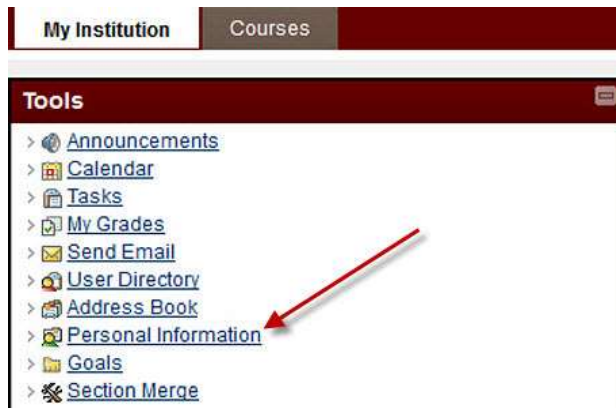 My Institution Courses
Tools
Announcements
Calendar
Tasks
My Grades
Send Email
User Directory
Address Book
Personal Information
Goals
Section Merge